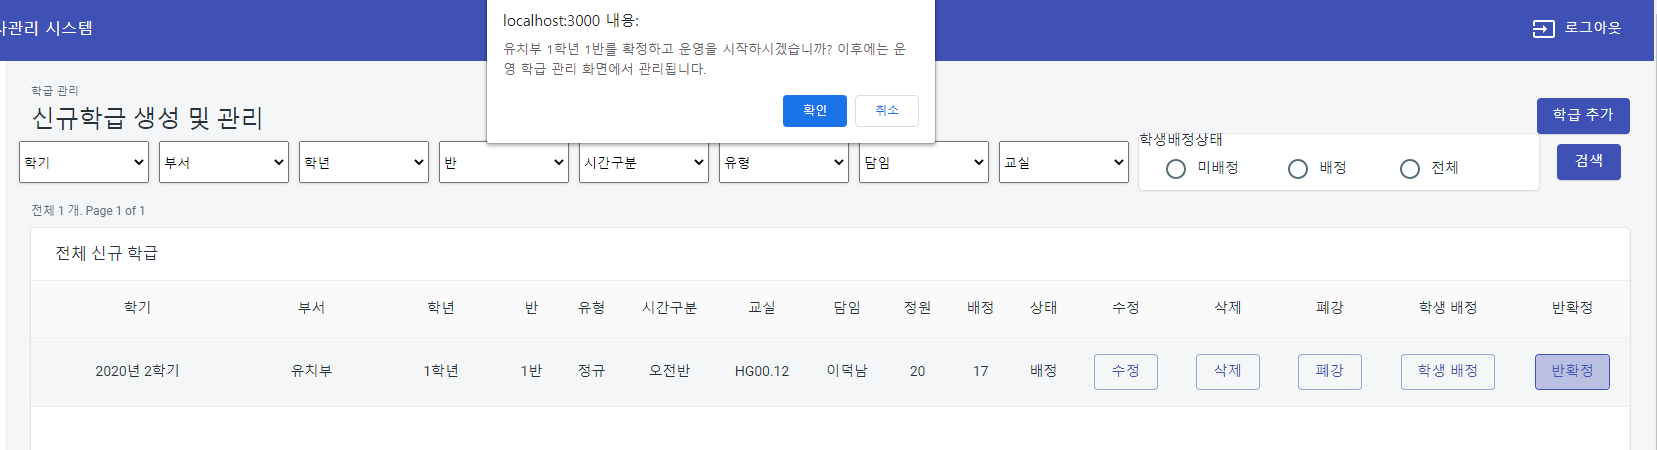 사관리 시스템
로그아웃
localhost:3000 내용:
유치부 1학년 1반를 확정하고 운영을 시작하시겠습니까? 이후에는 운
영 학급 관리 화면에서 관리됩니다.
확인 취소
학급 관리
신규학급 생성 및 관리
학급 추가
학기 부서 학년 반 시간구분 유형 담임 교실
학생배정상태
미배정 배정 전체
검색
전체 1 개. Page 1 of 1
전체 신규 학급
학기 부서 학년 반 유형 시간구분 교실 담임 정원 배정 상태 수정 삭제 폐강 학생 배정 반확정
2020년 2학기 유치부 1학년 1반 정규 오전반 HG00.12 이덕남 20 17 배정 수정 삭제 폐강 학생 배정 반확정